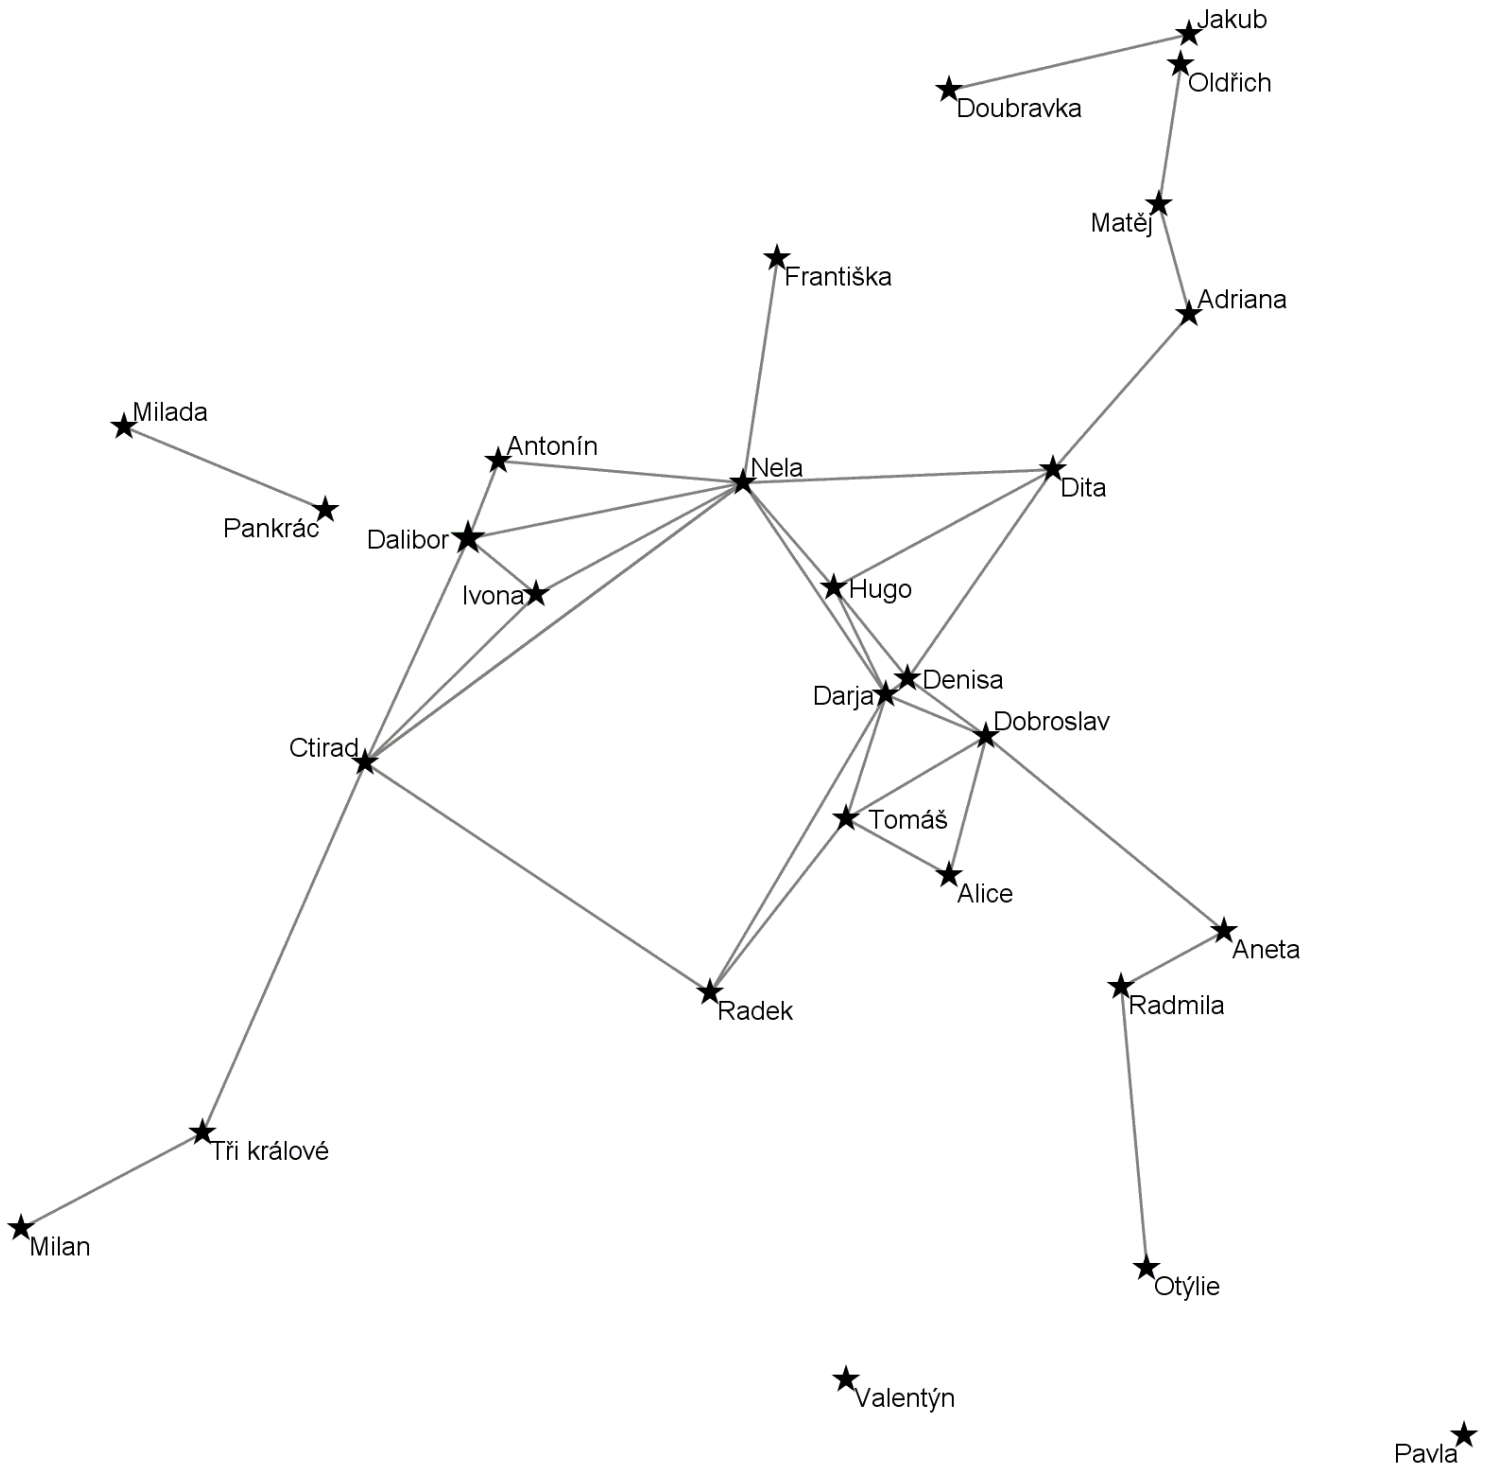 Jakub
Oldřich
Doubravka
Matěj
Františka
Adriana
Milada
Antonín
Nela
Dita
Pankrác
Dalibor
Ivona
Hugo
Denisa
Darja
Dobroslav
Ctirad
Tomáš
Alice
Aneta
Radmila
Radek
Tři králové
Milan
Otýlie
Valentýn
Pavla